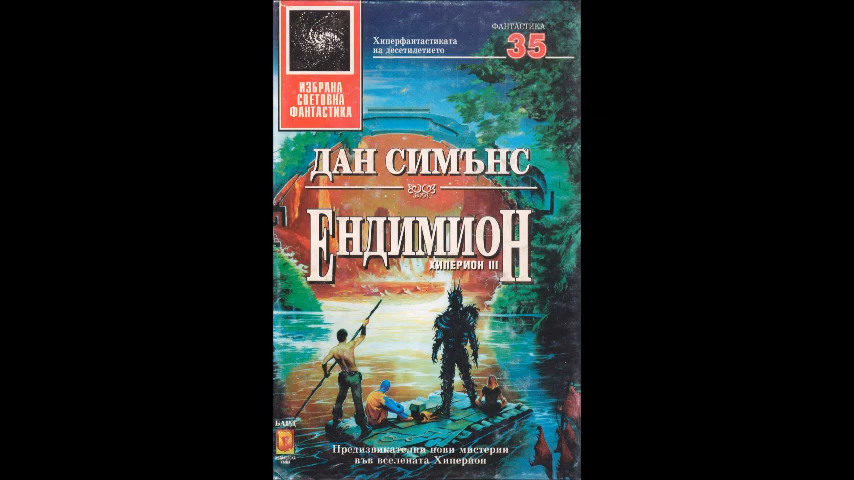 ИЗБРАНА
СВЕТОВНА
ФАНТАСТИКА
Хиперфантастиката
на десетилетието
ФАНТАСТИКА
35
ДАН СИМЪНС
ЕНДИМИОН
ХИПЕРИОН III
БАРД
Предизвикателни нови мистерии
във вселената Хиперион